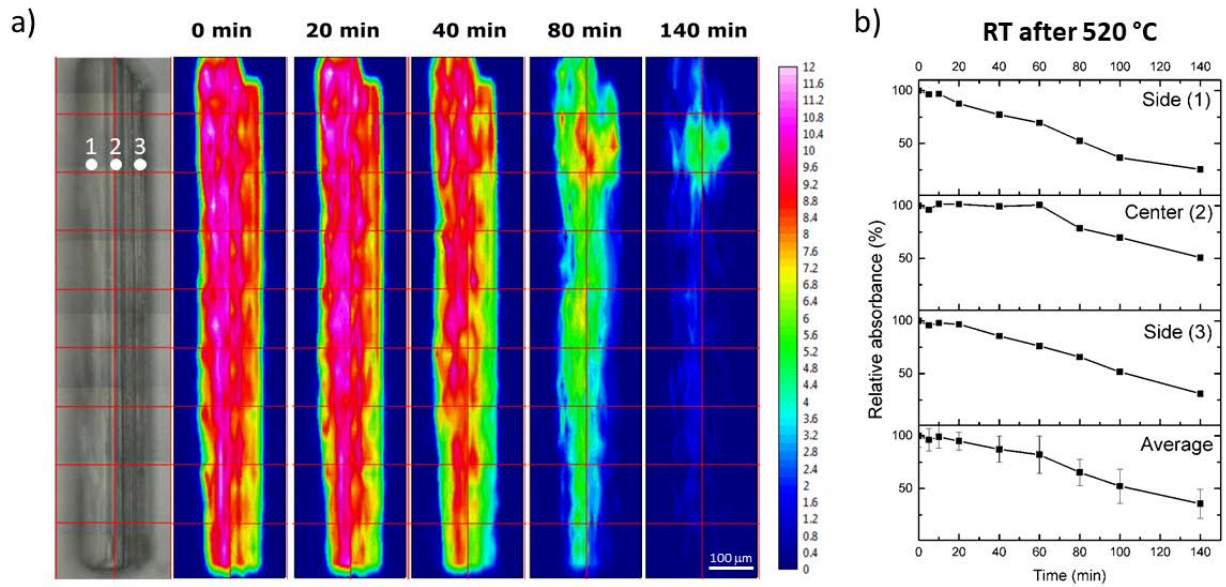 a)
0 min 20 min 40 min 80 min 140 min
1 2 3
12
11.6
11.2
10.8
10.4
10
9.6
9.2
8.8
8.4
8
7.6
7.2
6.8
6.4
6
5.6
5.2
4.8
4.4
4
3.6
3.2
2.8
2.4
2
1.6
1.2
0.8
0.4
0
100 µm
b)
RT after 520 °C
0 20 40 60 80 100 120 140
100
Side (1)
50
100
Center (2)
50
100
Side (3)
50
100
Average
50
Relative absorbance (%)
0 20 40 60 80 100 120 140
Time (min)